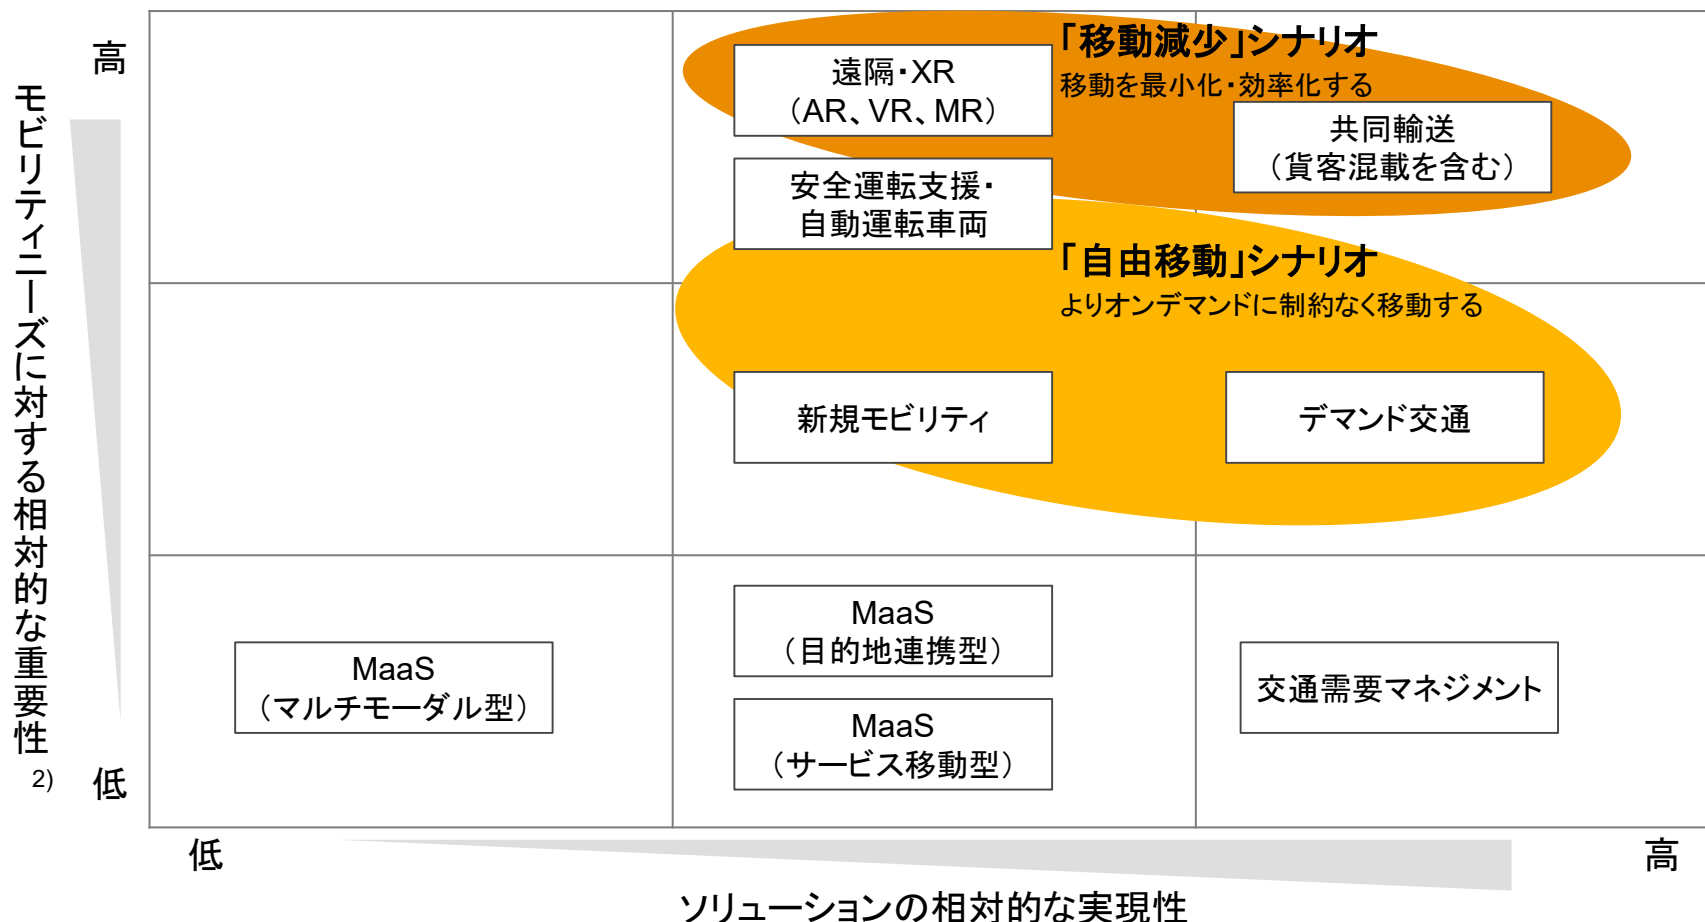 高
モビリティニーズに対する相対的な重要性
2)
低
「移動減少」シナリオ
移動を最小化・効率化する
遠隔・XR
（AR、VR、MR）
共同輸送
（貨客混載を含む）
安全運転支援・
自動運転車両
「自由移動」シナリオ
よりオンデマンドに制約なく移動する
新規モビリティ
デマンド交通
MaaS
（マルチモーダル型）
MaaS
（目的地連携型）
MaaS
（サービス移動型）
交通需要マネジメント
低
高
ソリューションの相対的な実現性